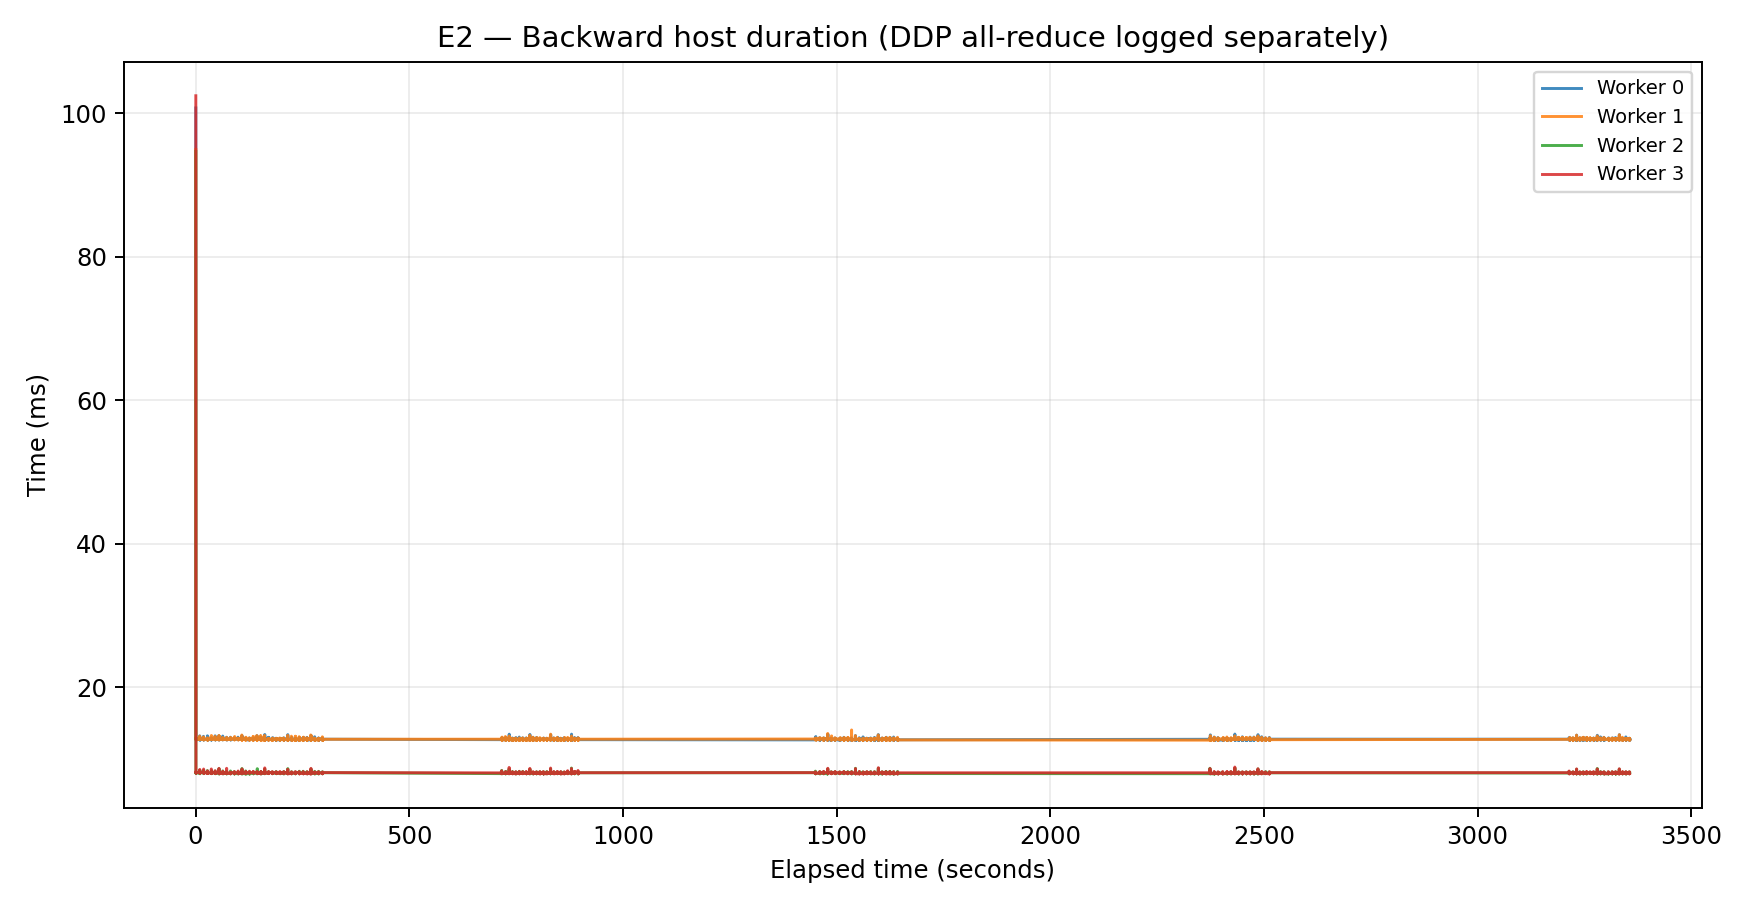 E2 — Backward host duration (DDP all-reduce logged separately)
Worker 0
Worker 1
Worker 2
Worker 3
Time (ms)
100
80
60
40
20
0 500 1000 1500 2000 2500 3000 3500
Elapsed time (seconds)